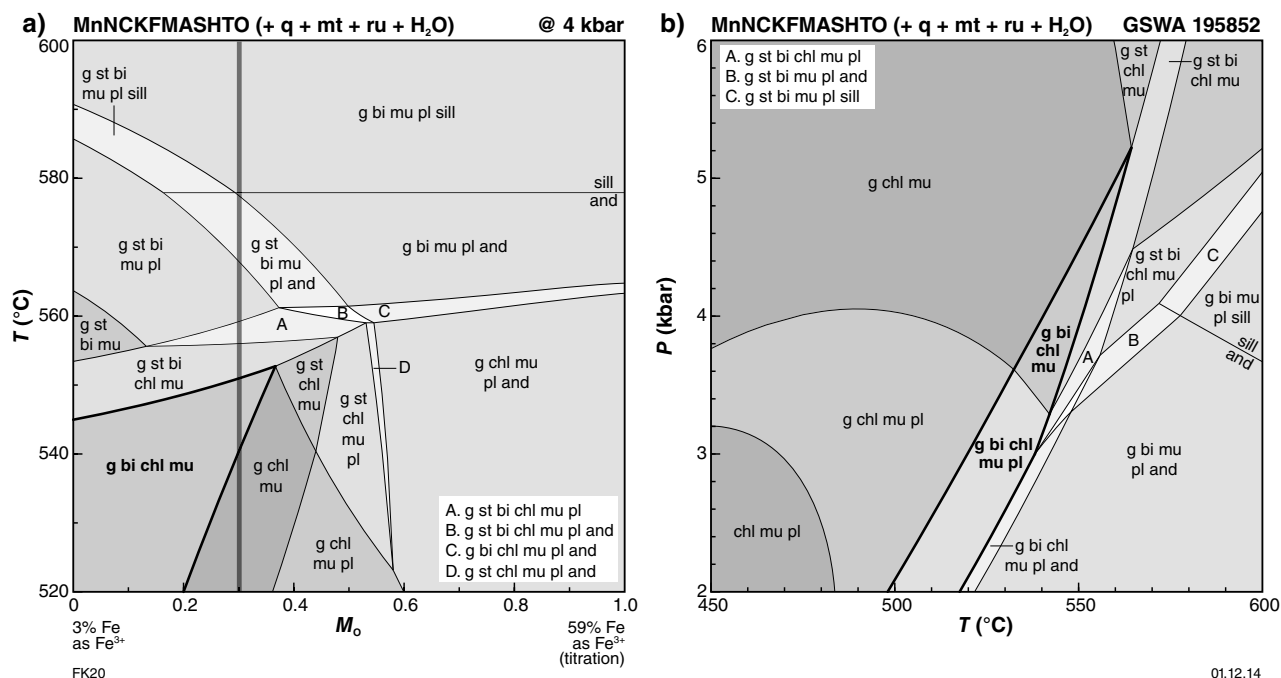 a)
MnNCKFMASHTO (+ q + mt + ru + H₂O) @ 4 kbar
600
580
560
540
520
T (°C)
g st bi
mu pl sill
g bi mu pl sill
sill
and
g st bi
mu pl
g st
bi mu
pl and
g bi mu pl and
g st
bi mu
A
B
C
D
g st bi
chl mu
g st
chl
mu
g chl mu
pl and
g st
chl
mu
pl
g bi chl mu
g chl
mu
g chl
mu pl
A. g st bi chl mu pl
B. g st bi chl mu pl and
C. g bi chl mu pl and
D. g st chl mu pl and
0
0.2
0.4
0.6
0.8
1.0
3% Fe
as Fe³⁺
Mₒ
59% Fe
as Fe³⁺
(titration)
FK20
b)
MnNCKFMASHTO (+ q + mt + ru + H₂O) GSWA 195852
6
5
4
3
2
P (kbar)
A. g st bi chl mu pl
B. g st bi mu pl and
C. g st bi mu pl sill
g st
chl
mu
g st bi
chl mu
g chl mu
g st bi
chl mu
pl
C
g bi mu
pl sill
g bi
chl
mu
A
B
sill
and
g chl mu pl
g bi chl
mu pl
g bi mu
pl and
chl mu pl
g bi chl
mu pl and
450
500
550
600
T (°C)
01.12.14